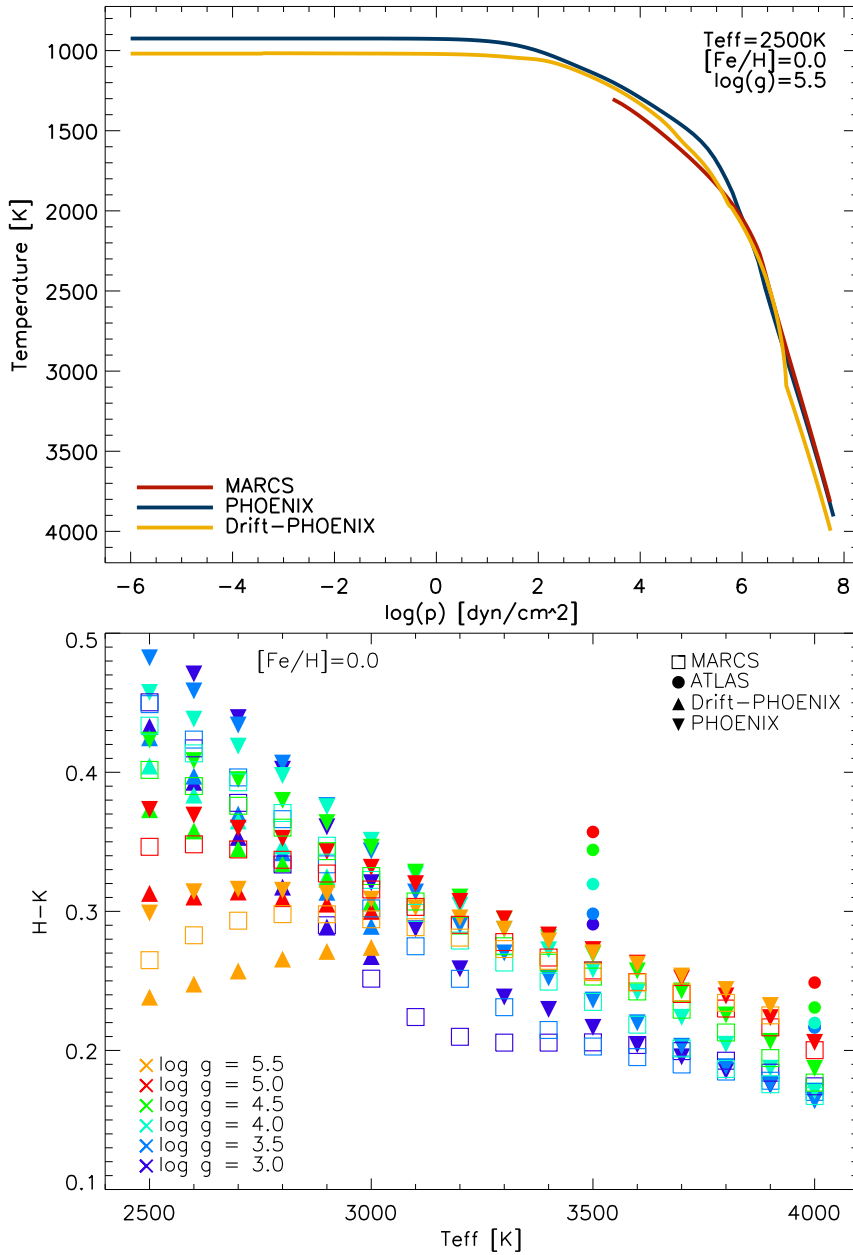 Teff=2500K
[Fe/H]=0.0
log(g)=5.5
1000
1500
2000
2500
3000
3500
4000
Temperature [K]
MARCS
PHOENIX
Drift−PHOENIX
−6 −4 −2 0 2 4 6 8
log(p) [dyn/cm^2]
[Fe/H]=0.0
MARCS
ATLAS
Drift−PHOENIX
PHOENIX
0.5
0.4
0.3
0.2
0.1
H−K
log g = 5.5
log g = 5.0
log g = 4.5
log g = 4.0
log g = 3.5
log g = 3.0
2500 3000 3500 4000
Teff [K]